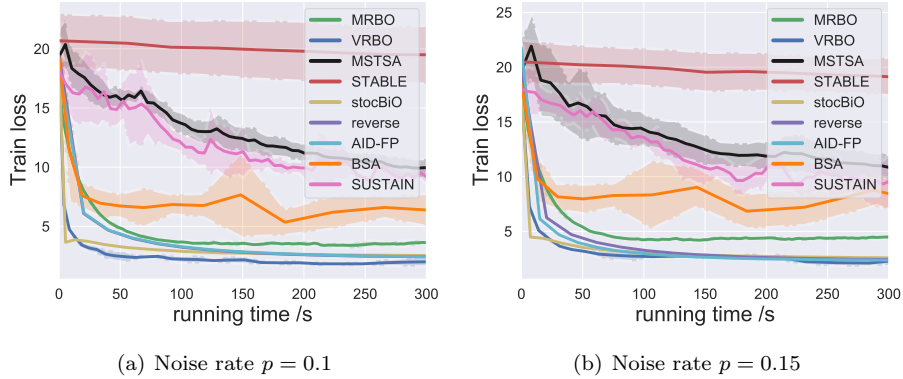 Train loss
20
15
10
5
0 50 100 150 200 250 300
running time /s
MRBO
VRBO
MSTSA
STABLE
stocBiO
reverse
AID-FP
BSA
SUSTAIN
(a) Noise rate p = 0.1
Train loss
25
20
15
10
5
0 50 100 150 200 250 300
running time /s
MRBO
VRBO
MSTSA
STABLE
stocBiO
reverse
AID-FP
BSA
SUSTAIN
(b) Noise rate p = 0.15